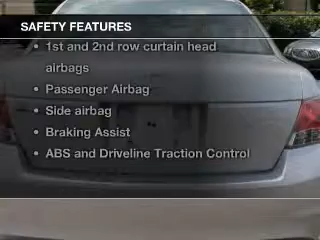 SAFETY FEATURES
• 1st and 2nd row curtain head
airbags
• Passenger Airbag
• Side airbag
• Braking Assist
• ABS and Driveline Traction Control